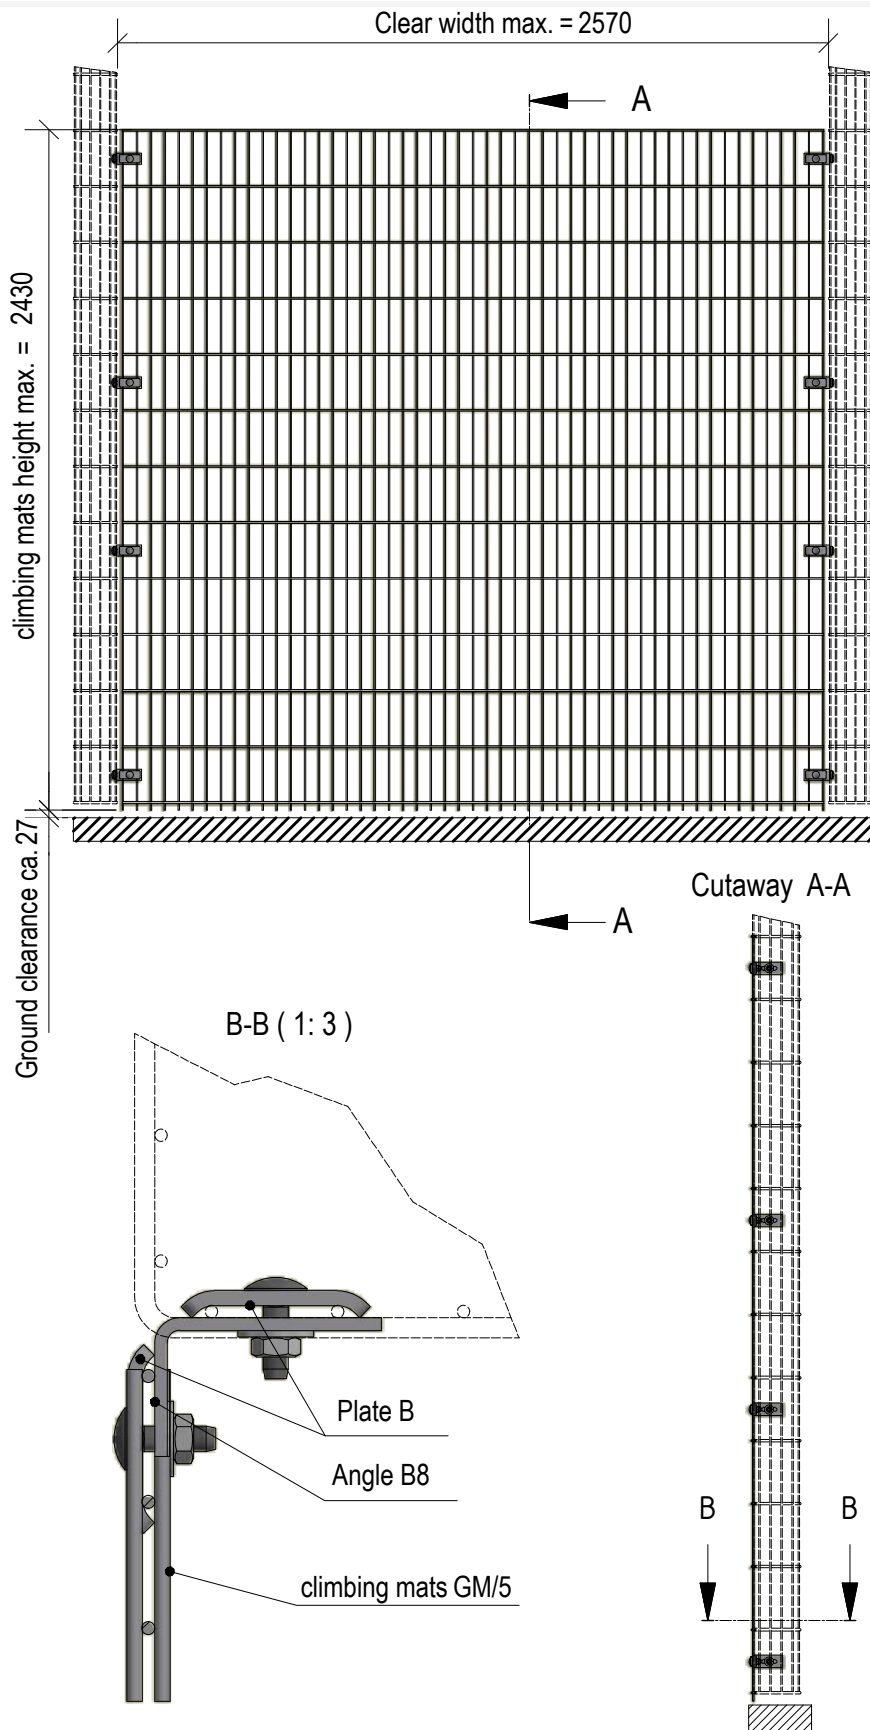 Clear width max. = 2570
A
climbing mats height max. = 2430
Ground clearance ca. 27
A
Cutaway A-A
B-B ( 1: 3 )
Plate B
Angle B8
B
B
climbing mats GM/5